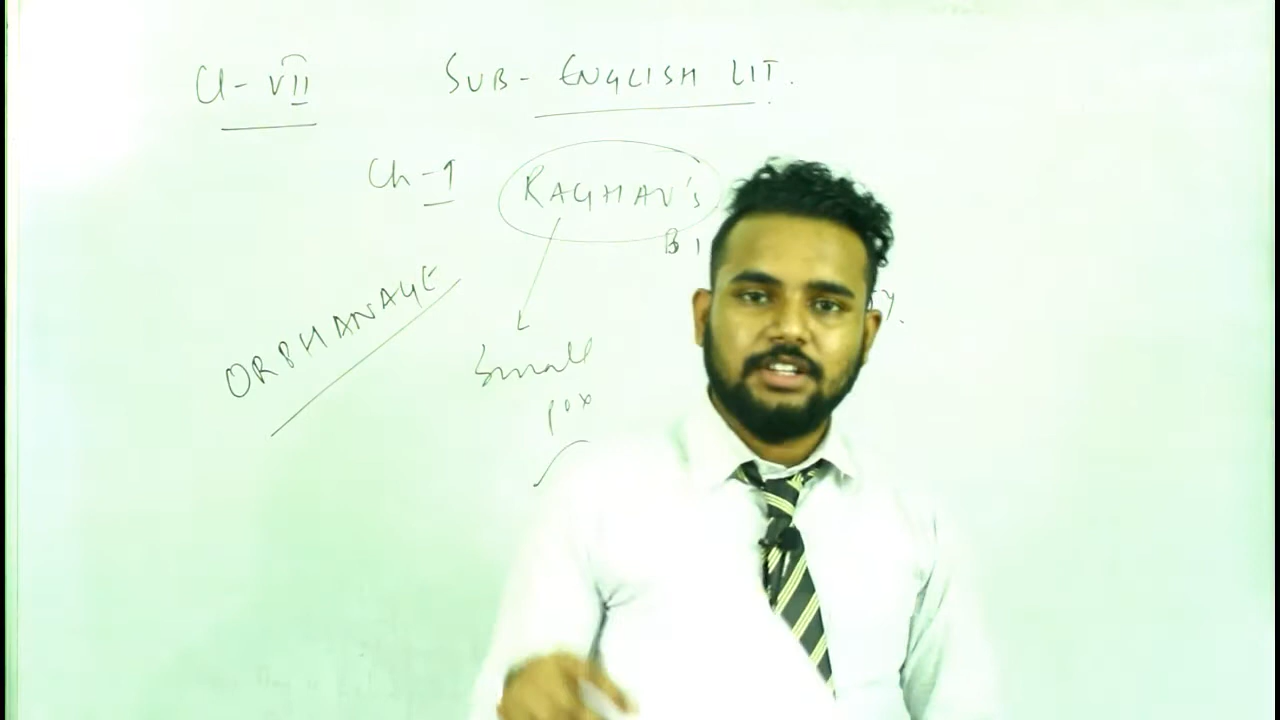 Cl- VII SUB- ENGLISH LIT.
Ch-1 RAGHAV's
ORPHANAGE
Small
pox